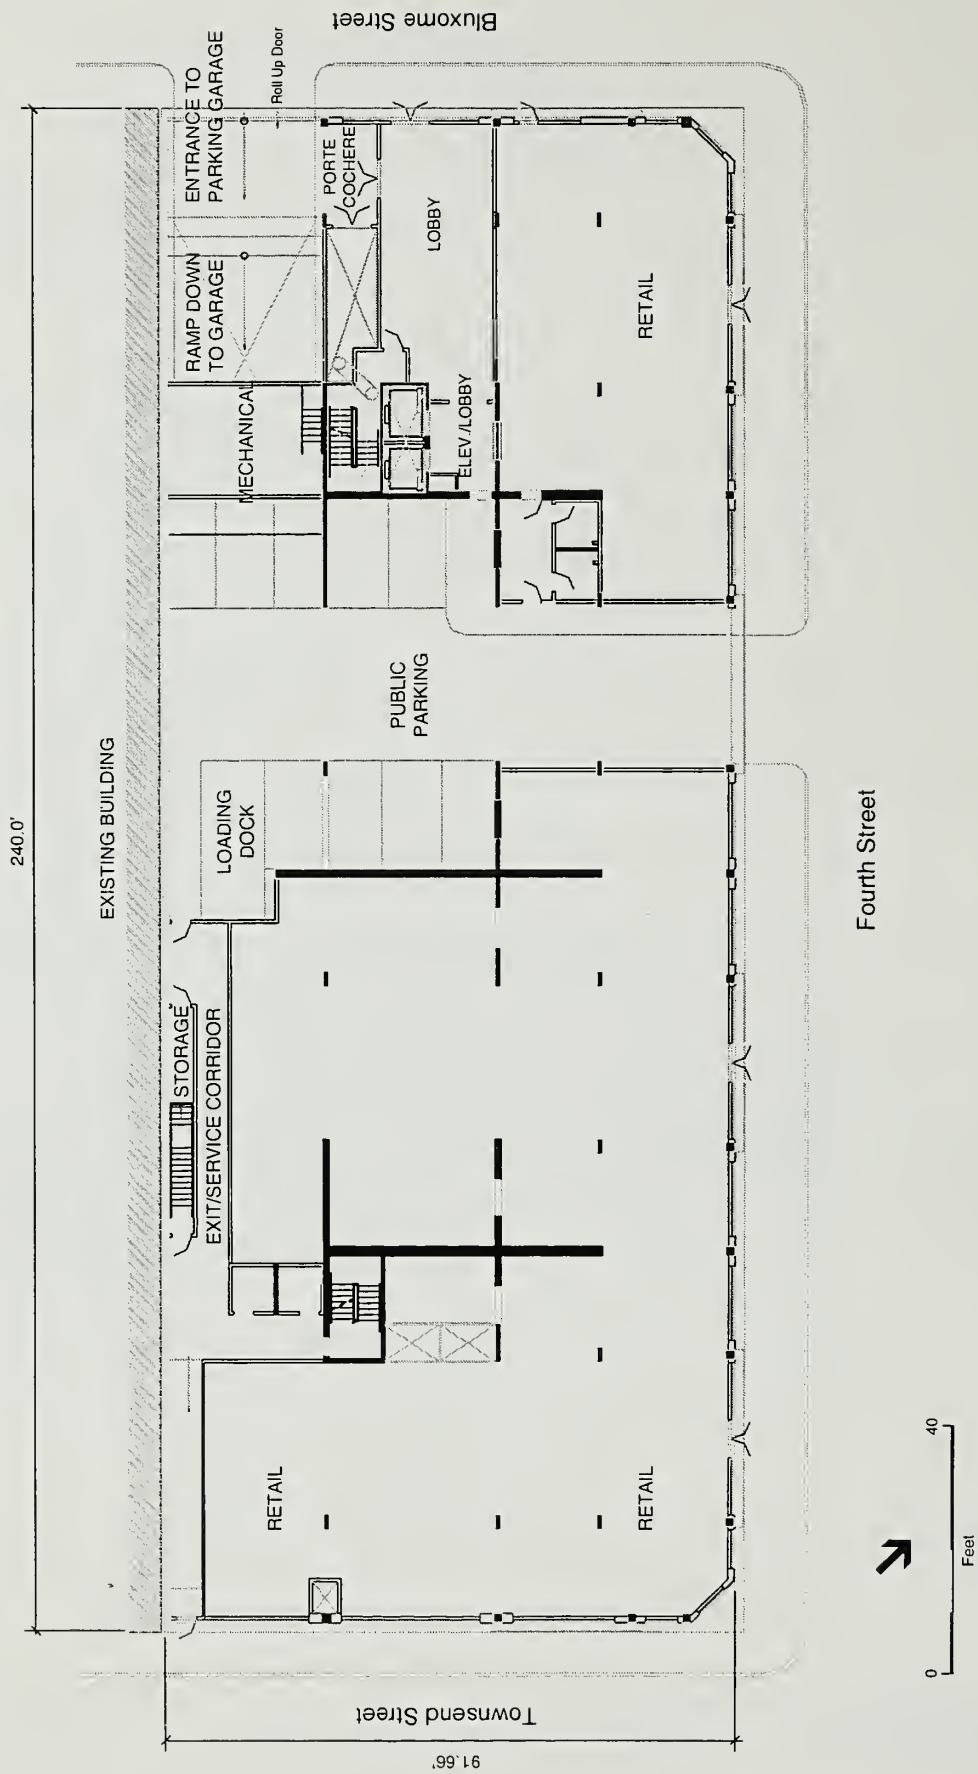 240.0'
EXISTING BUILDING
Bluxome Street
ENTRANCE TO
PARKING GARAGE
Roll Up Door
RAMP DOWN
TO GARAGE
PORTE
COCHERE
LOBBY
MECHANICAL
ELEV./LOBBY
RETAIL
PUBLIC
PARKING
LOADING
DOCK
STORAGE
EXIT/SERVICE CORRIDOR
RETAIL
RETAIL
Fourth Street
Townsend Street
91.66'
0
40
Feet